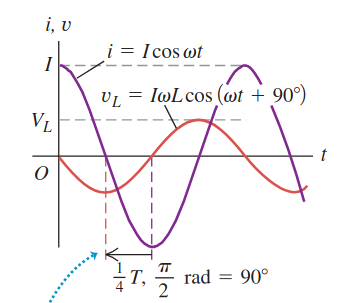 i, v
i = I cos ωt
I
v_L = IωL cos (ωt + 90°)
V_L
t
O
1/4 T, π/2 rad = 90°